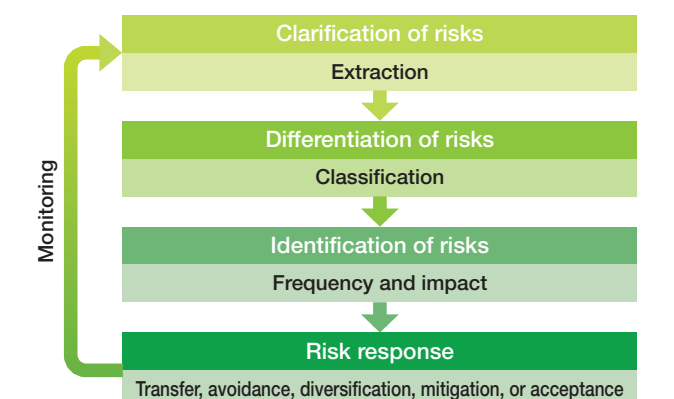 Clarification of risks
Extraction
Differentiation of risks
Classification
Monitoring
Identification of risks
Frequency and impact
Risk response
Transfer, avoidance, diversification, mitigation, or acceptance